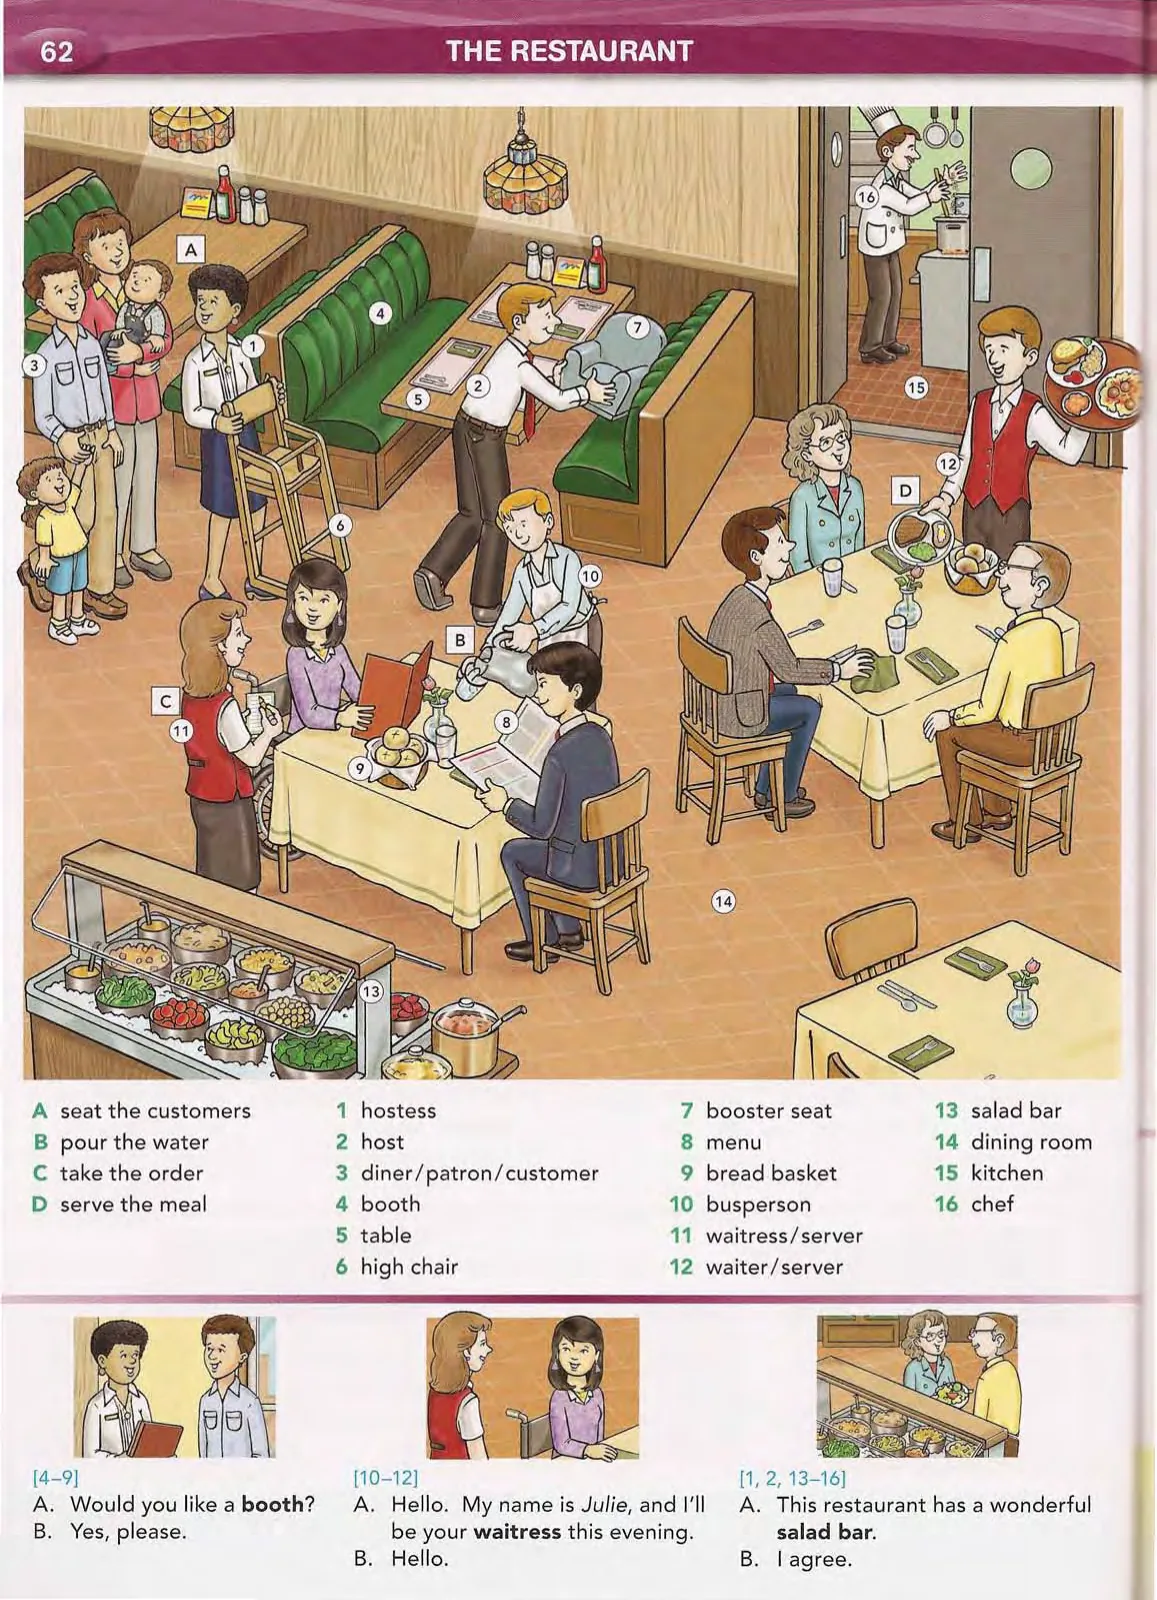 62
THE RESTAURANT
A
16
3
1
4
7
2
5
15
12
D
6
10
B
C
11
8
9
14
13
A seat the customers
B pour the water
C take the order
D serve the meal
1 hostess
2 host
3 diner/patron/customer
4 booth
5 table
6 high chair
7 booster seat
8 menu
9 bread basket
10 busperson
11 waitress/server
12 waiter/server
13 salad bar
14 dining room
15 kitchen
16 chef
[4–9]
A. Would you like a booth?
B. Yes, please.
[10–12]
A. Hello. My name is Julie, and I'll
be your waitress this evening.
B. Hello.
[1, 2, 13–16]
A. This restaurant has a wonderful
salad bar.
B. I agree.